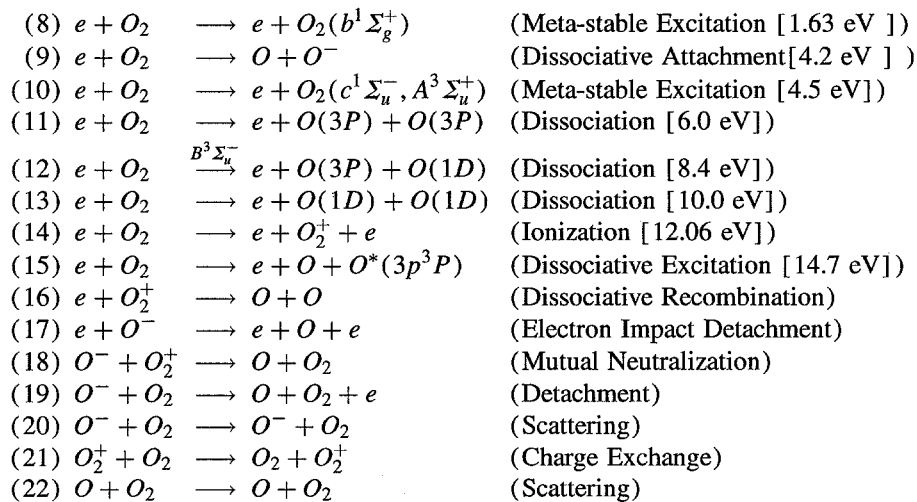 (8) e + O₂ ⟶ e + O₂(b¹Σg⁺) (Meta-stable Excitation [1.63 eV ])
(9) e + O₂ ⟶ O + O⁻ (Dissociative Attachment[4.2 eV ] )
(10) e + O₂ ⟶ e + O₂(c¹Σu⁻, A³Σu⁺) (Meta-stable Excitation [4.5 eV])
(11) e + O₂ ⟶ e + O(3P) + O(3P) (Dissociation [6.0 eV])
(12) e + O₂ B³Σu⁻⟶ e + O(3P) + O(1D) (Dissociation [8.4 eV])
(13) e + O₂ ⟶ e + O(1D) + O(1D) (Dissociation [10.0 eV])
(14) e + O₂ ⟶ e + O₂⁺ + e (Ionization [12.06 eV])
(15) e + O₂ ⟶ e + O + O*(3p³P) (Dissociative Excitation [14.7 eV])
(16) e + O₂⁺ ⟶ O + O (Dissociative Recombination)
(17) e + O⁻ ⟶ e + O + e (Electron Impact Detachment)
(18) O⁻ + O₂⁺ ⟶ O + O₂ (Mutual Neutralization)
(19) O⁻ + O₂ ⟶ O + O₂ + e (Detachment)
(20) O⁻ + O₂ ⟶ O⁻ + O₂ (Scattering)
(21) O₂⁺ + O₂ ⟶ O₂ + O₂⁺ (Charge Exchange)
(22) O + O₂ ⟶ O + O₂ (Scattering)